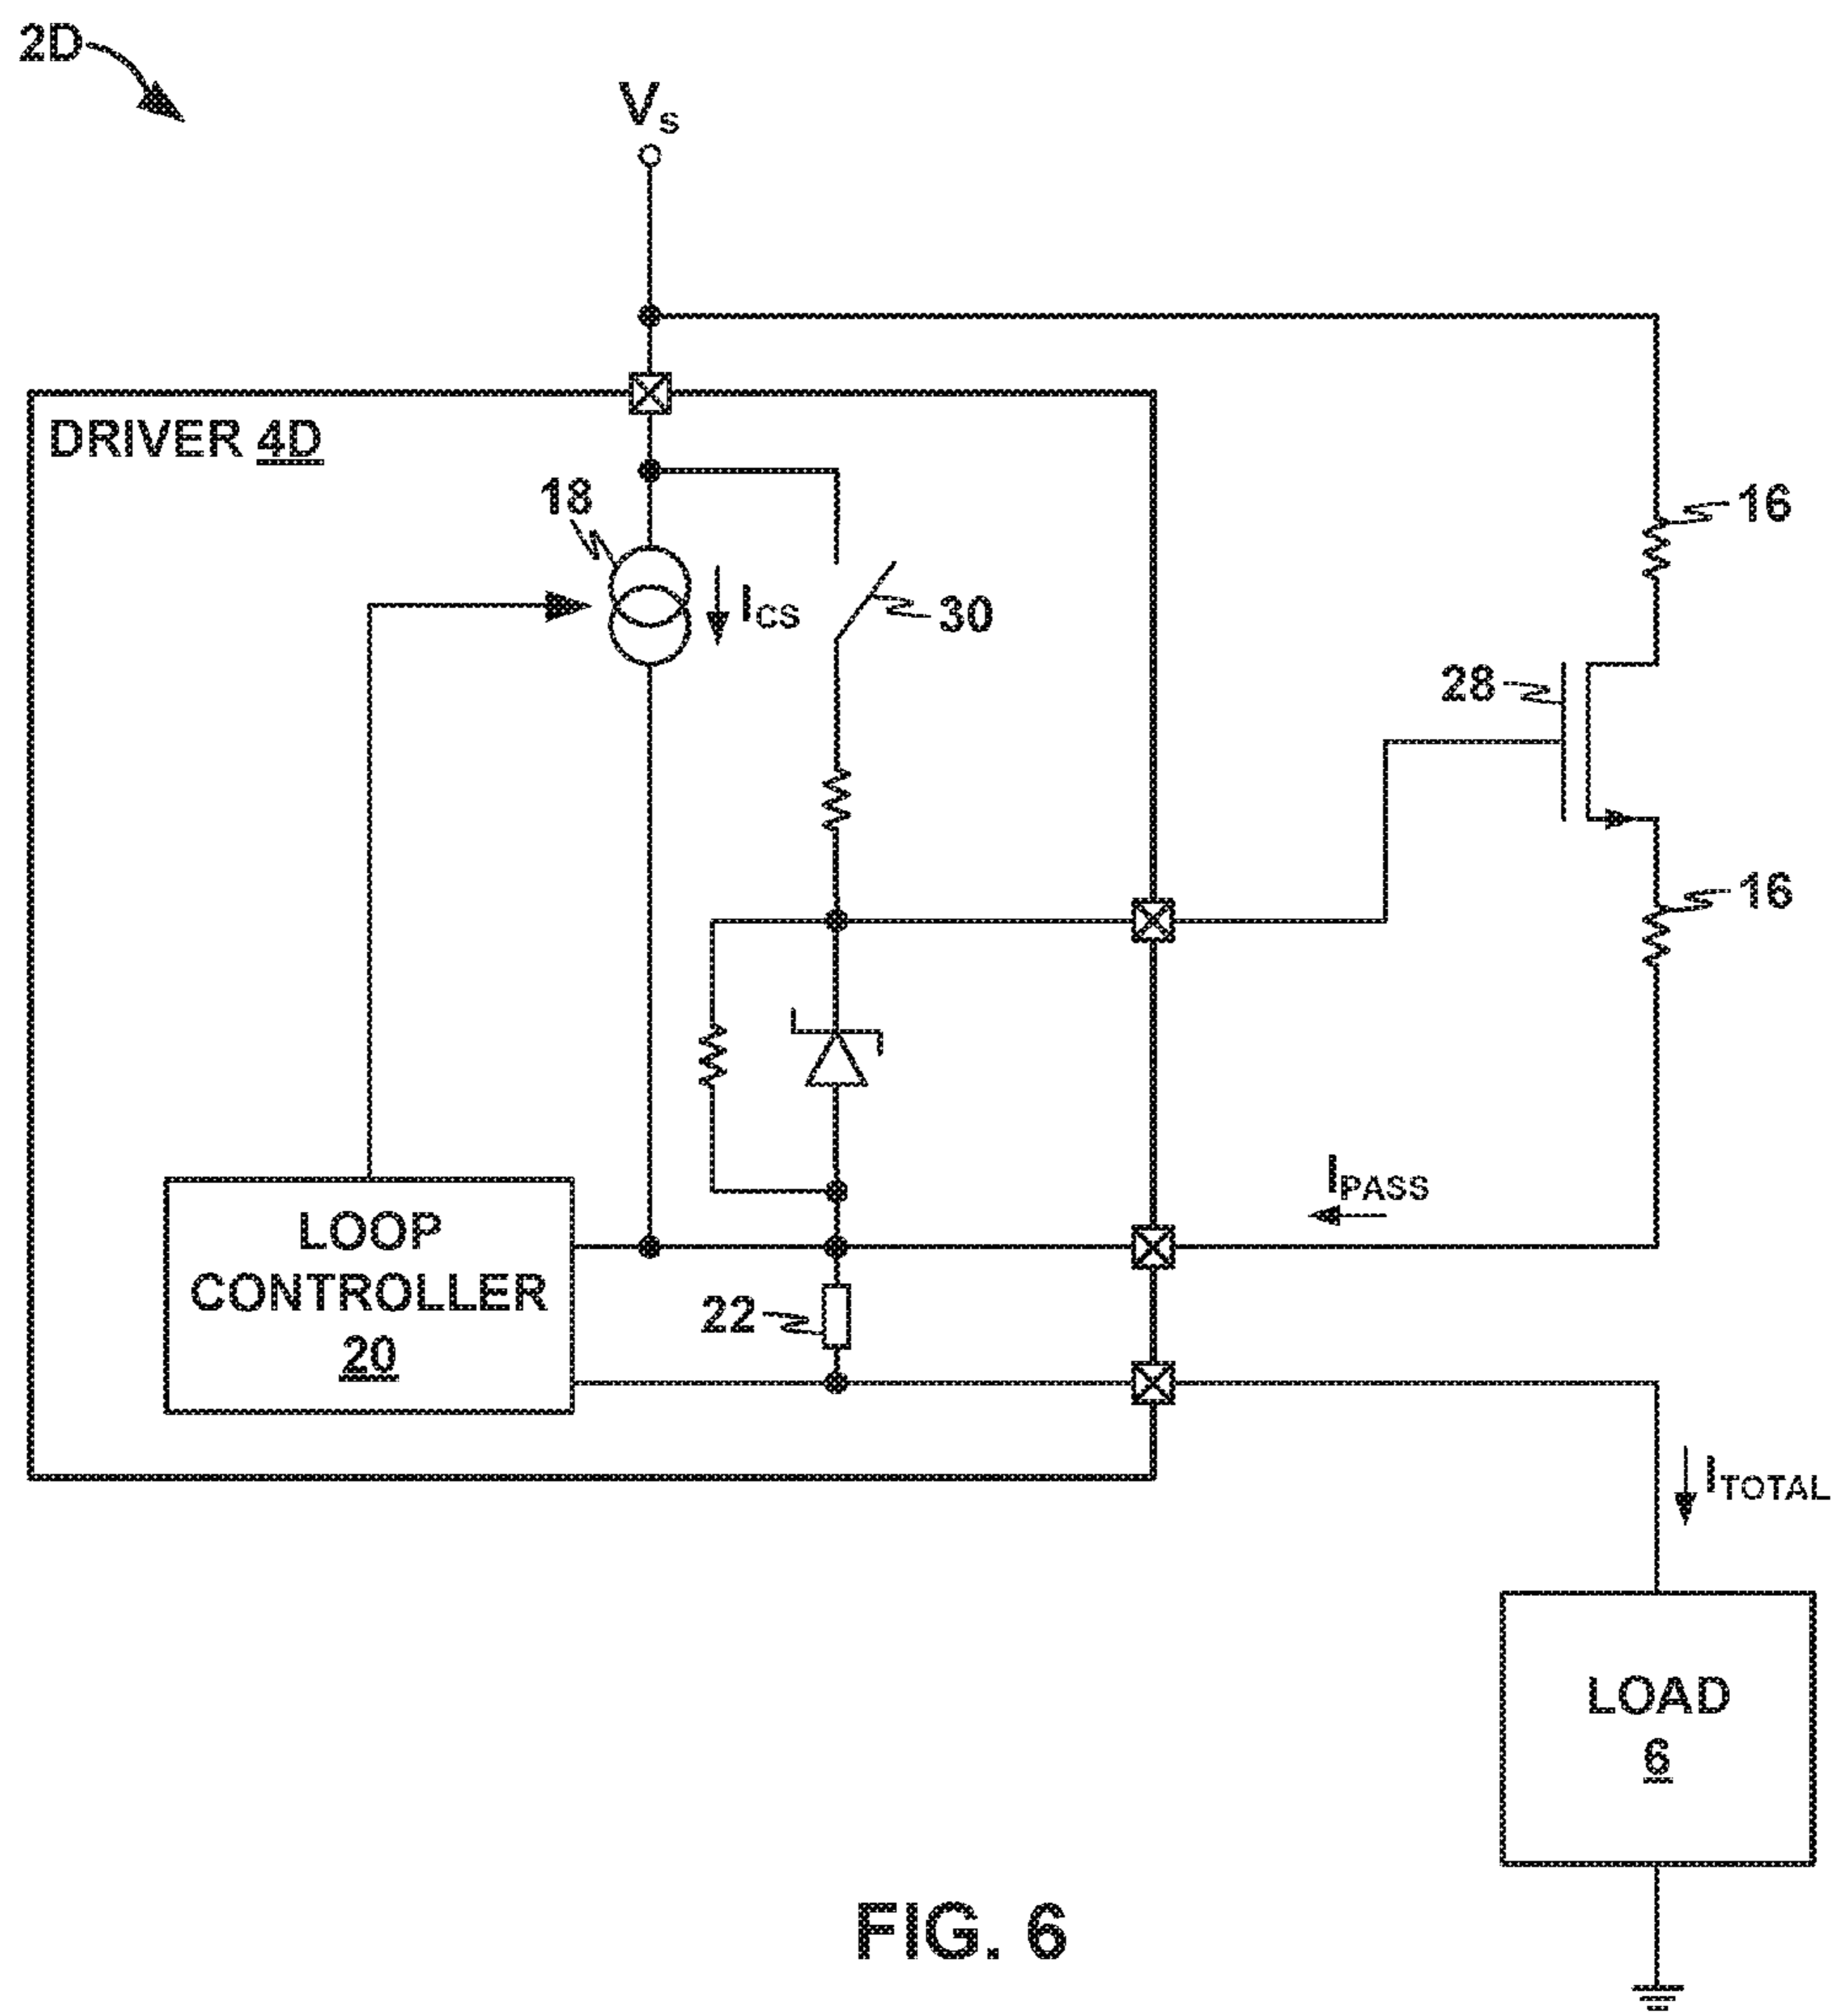 2D
VS
DRIVER 4D
18
ICS
30
16
28
16
IPASS
LOOP
CONTROLLER
20
22
ITOTAL
LOAD
6
FIG. 6